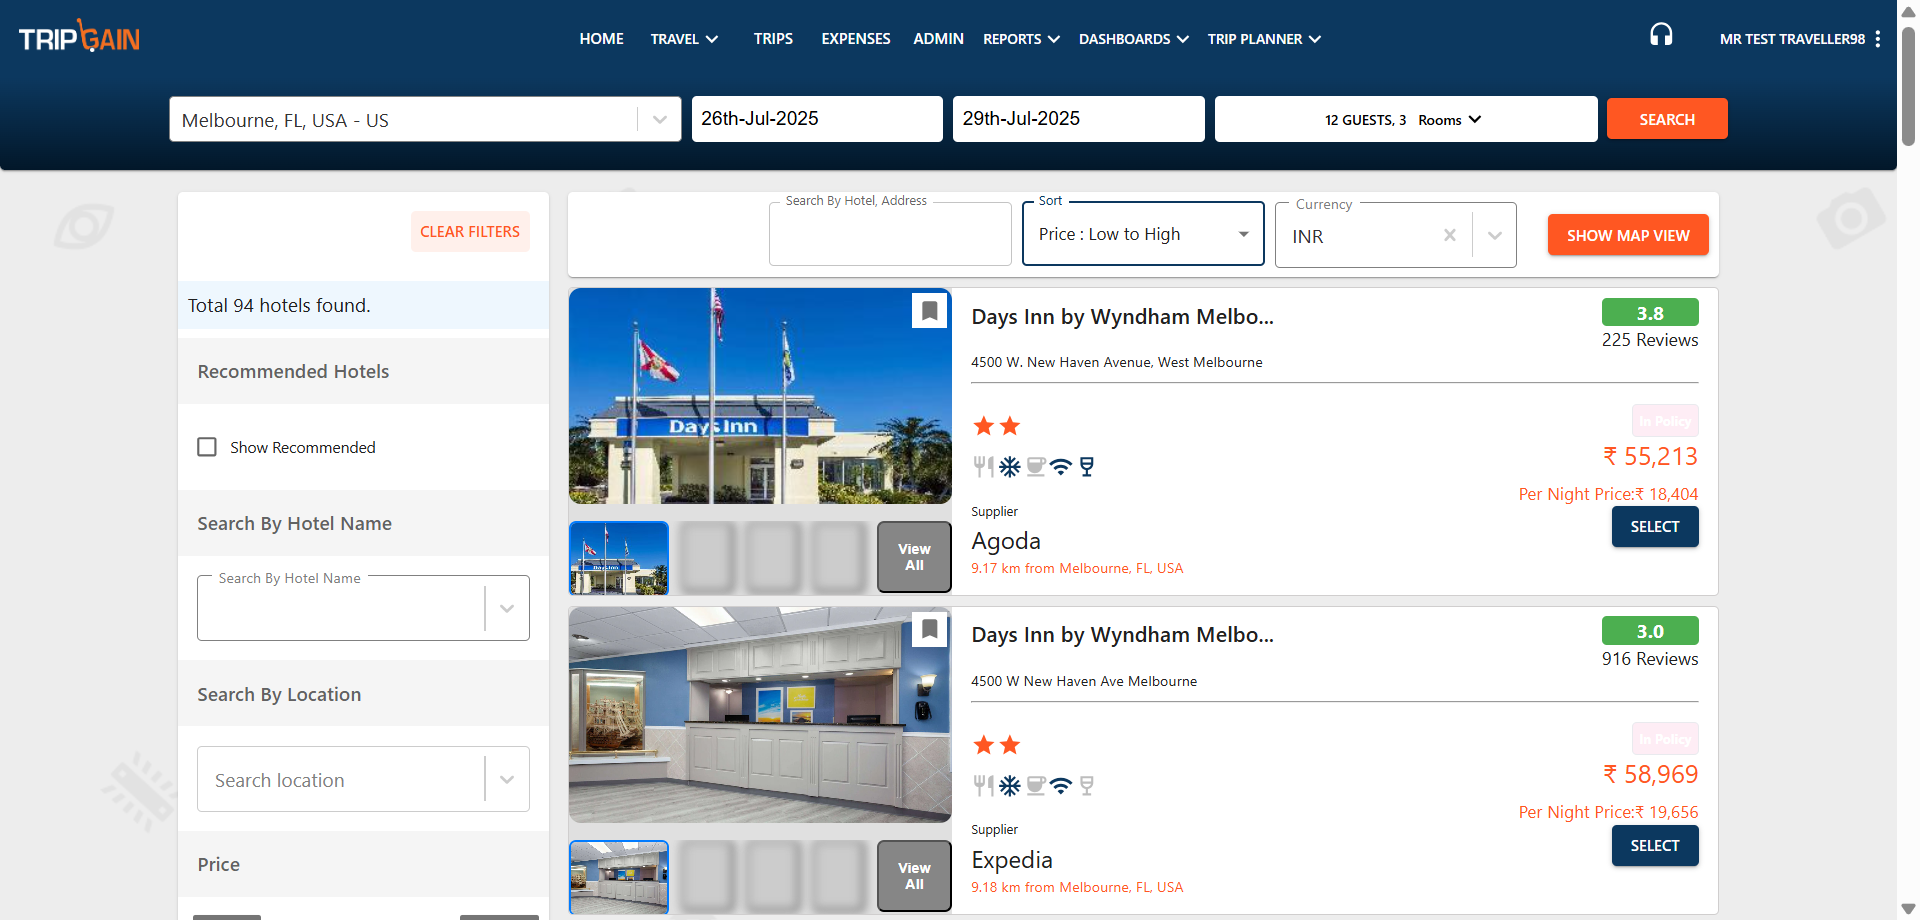 TRIPGAIN
HOME
TRAVEL
TRIPS
EXPENSES
ADMIN
REPORTS
DASHBOARDS
TRIP PLANNER
MR TEST TRAVELLER98
Melbourne, FL, USA - US
26th-Jul-2025
29th-Jul-2025
12 GUESTS, 3 Rooms
SEARCH
CLEAR FILTERS
Total 94 hotels found.
Recommended Hotels
Show Recommended
Search By Hotel Name
Search By Hotel Name
Search By Location
Search location
Price
Search By Hotel, Address
Sort
Price : Low to High
Currency
INR
SHOW MAP VIEW
Days Inn
Days Inn
View
All
Days Inn by Wyndham Melbo...
3.8
225 Reviews
4500 W. New Haven Avenue, West Melbourne
In Policy
₹ 55,213
Per Night Price:₹ 18,404
SELECT
Supplier
Agoda
9.17 km from Melbourne, FL, USA
View
All
Days Inn by Wyndham Melbo...
3.0
916 Reviews
4500 W New Haven Ave Melbourne
In Policy
₹ 58,969
Per Night Price:₹ 19,656
SELECT
Supplier
Expedia
9.18 km from Melbourne, FL, USA